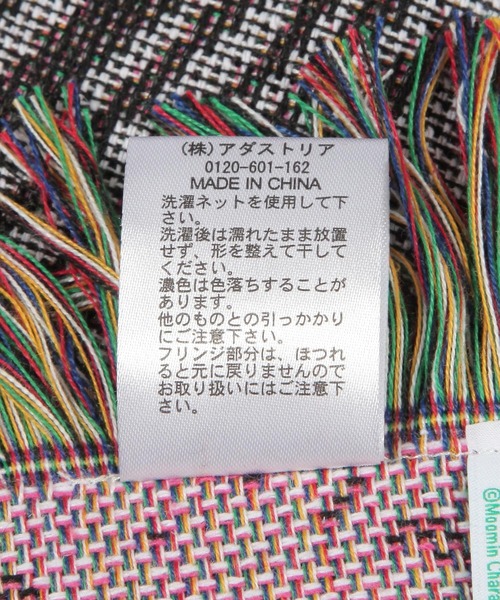 (株)アダストリア
0120-601-162
MADE IN CHINA
洗濯ネットを使用して下
さい。
洗濯後は濡れたまま放置
せず、形を整えて干して
ください。
濃色は色落ちすることが
あります。
他のものとの引っかかり
にご注意下さい。
フリンジ部分は、ほつれ
ると元に戻りませんので
お取り扱いにはご注意下
さい。
©Moomin Chara